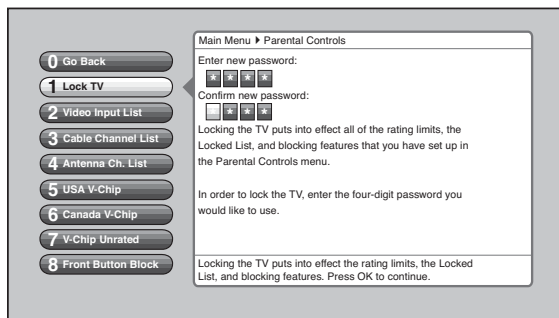 0 Go Back
1 Lock TV
2 Video Input List
3 Cable Channel List
4 Antenna Ch. List
5 USA V-Chip
6 Canada V-Chip
7 V-Chip Unrated
8 Front Button Block
Main Menu ▶ Parental Controls
Enter new password:
* * * *
Confirm new password:
* * *
Locking the TV puts into effect all of the rating limits, the
Locked List, and blocking features that you have set up in
the Parental Controls menu.
In order to lock the TV, enter the four-digit password you
would like to use.
Locking the TV puts into effect the rating limits, the Locked
List, and blocking features. Press OK to continue.